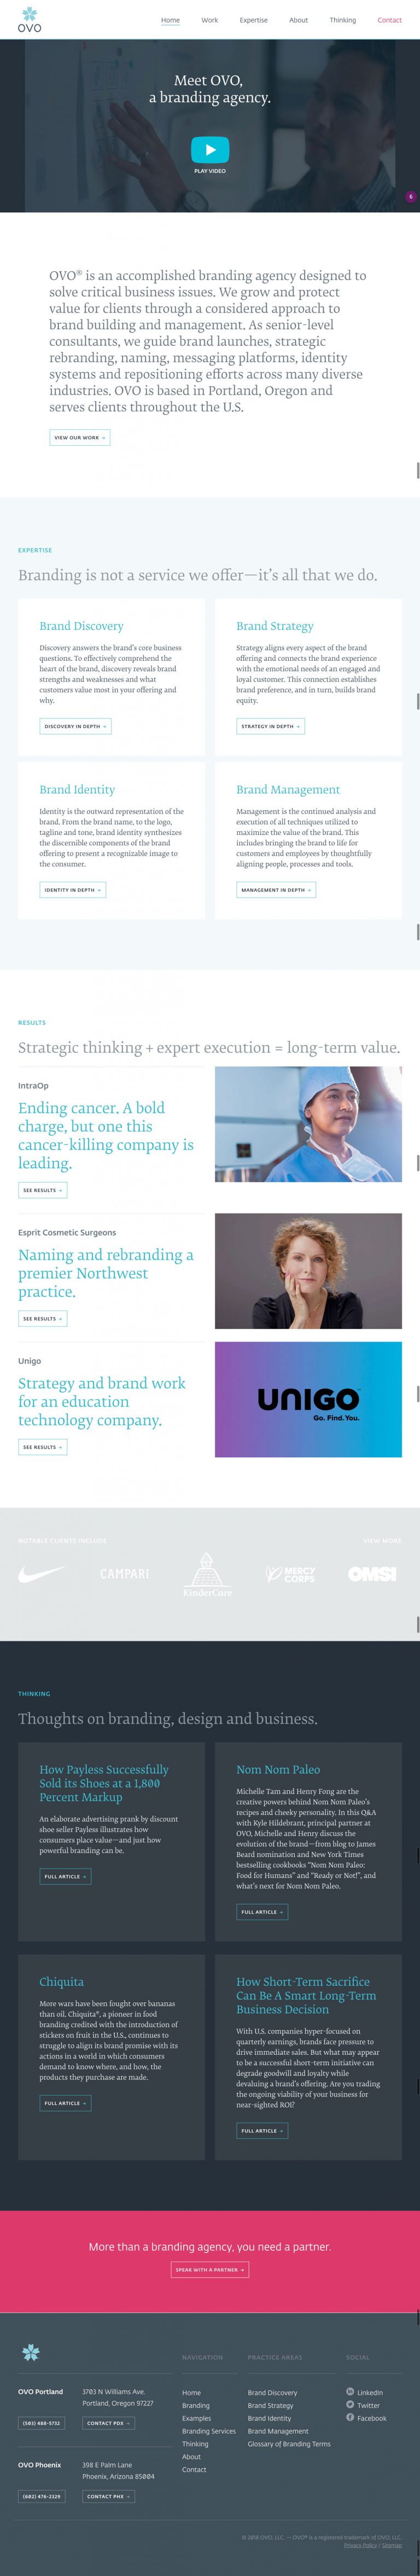 OVO
Home Work Expertise About Thinking Contact
Meet OVO,
a branding agency.
PLAY VIDEO
6
OVO® is an accomplished branding agency designed to
solve critical business issues. We grow and protect
value for clients through a considered approach to
brand building and management. As senior-level
consultants, we guide brand launches, strategic
rebranding, naming, messaging platforms, identity
systems and repositioning efforts across many diverse
industries. OVO is based in Portland, Oregon and
serves clients throughout the U.S.
VIEW OUR WORK →
EXPERTISE
Branding is not a service we offer—it's all that we do.
Brand Discovery
Discovery answers the brand's core business
questions. To effectively comprehend the
heart of the brand, discovery reveals brand
strengths and weaknesses and what
customers value most in your offering and
why.
DISCOVERY IN DEPTH →
Brand Strategy
Strategy aligns every aspect of the brand
offering and connects the brand experience
with the emotional needs of an engaged and
loyal customer. This connection establishes
brand preference, and in turn, builds brand
equity.
STRATEGY IN DEPTH →
Brand Identity
Identity is the outward representation of the
brand. From the brand name, to the logo,
tagline and tone, brand identity synthesizes
the discernible components of the brand
offering to present a recognizable image to
the consumer.
IDENTITY IN DEPTH →
Brand Management
Management is the continued analysis and
execution of all techniques utilized to
maximize the value of the brand. This
includes bringing the brand to life for
customers and employees by thoughtfully
aligning people, processes and tools.
MANAGEMENT IN DEPTH →
RESULTS
Strategic thinking + expert execution = long-term value.
IntraOp
Ending cancer. A bold
charge, but one this
cancer-killing company is
leading.
SEE RESULTS →
Esprit Cosmetic Surgeons
Naming and rebranding a
premier Northwest
practice.
SEE RESULTS →
Unigo
Strategy and brand work
for an education
technology company.
SEE RESULTS →
UNIGO
Go. Find. You.
NOTABLE CLIENTS INCLUDE VIEW MORE
CAMPARI
KinderCare
MERCY
CORPS
OMSI
THINKING
Thoughts on branding, design and business.
How Payless Successfully
Sold its Shoes at a 1,800
Percent Markup
An elaborate advertising prank by discount
shoe seller Payless illustrates how
consumers place value—and just how
powerful branding can be.
FULL ARTICLE →
Nom Nom Paleo
Michelle Tam and Henry Fong are the
creative powers behind Nom Nom Paleo's
recipes and cheeky personality. In this Q&A
with Kyle Hildebrant, principal partner at
OVO, Michelle and Henry discuss the
evolution of the brand—from blog to James
Beard nomination and New York Times
bestselling cookbooks "Nom Nom Paleo:
Food for Humans" and "Ready or Not!", and
what's next for Nom Nom Paleo.
FULL ARTICLE →
Chiquita
More wars have been fought over bananas
than oil. Chiquita®, a pioneer in food
branding credited with the introduction of
stickers on fruit in the U.S., continues to
struggle to align its brand promise with its
actions in a world in which consumers
demand to know where, and how, the
products they purchase are made.
FULL ARTICLE →
How Short-Term Sacrifice
Can Be A Smart Long-Term
Business Decision
With U.S. companies hyper-focused on
quarterly earnings, brands face pressure to
drive immediate sales. But what may appear
to be a successful short-term initiative can
degrade goodwill and loyalty while
devaluing a brand's offering. Are you trading
the ongoing viability of your business for
near-sighted ROI?
FULL ARTICLE →
More than a branding agency, you need a partner.
SPEAK WITH A PARTNER →
OVO Portland
3703 N Williams Ave.
Portland, Oregon 97227
(503) 488-5732
CONTACT PDX →
OVO Phoenix
398 E Palm Lane
Phoenix, Arizona 85004
(602) 476-2329
CONTACT PHX →
NAVIGATION
Home
Branding
Examples
Branding Services
Thinking
About
Contact
PRACTICE AREAS
Brand Discovery
Brand Strategy
Brand Identity
Brand Management
Glossary of Branding Terms
SOCIAL
LinkedIn
Twitter
Facebook
© 2018 OVO, LLC. — OVO® is a registered trademark of OVO, LLC.
Privacy Policy | Sitemap